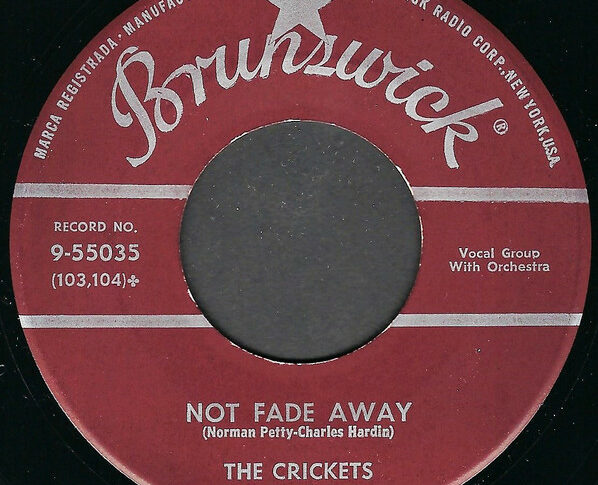 MARCA REGISTRADA • MANUFAC
RADIO CORP., NEW YORK, USA
Brunswick®
RECORD NO.
9-55035
(103,104)✤
Vocal Group
With Orchestra
NOT FADE AWAY
(Norman Petty-Charles Hardin)
THE CRICKETS